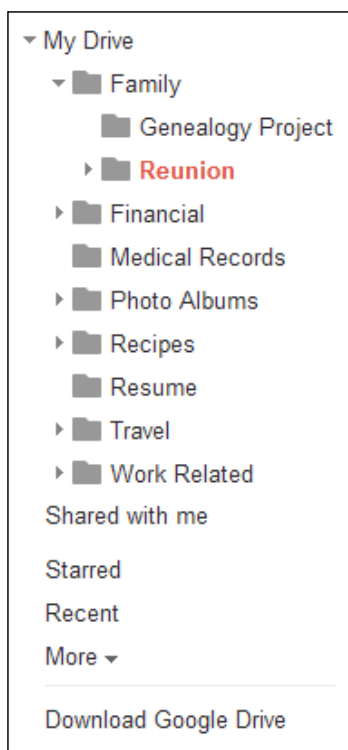 My Drive
Family
Genealogy Project
Reunion
Financial
Medical Records
Photo Albums
Recipes
Resume
Travel
Work Related
Shared with me
Starred
Recent
More
Download Google Drive